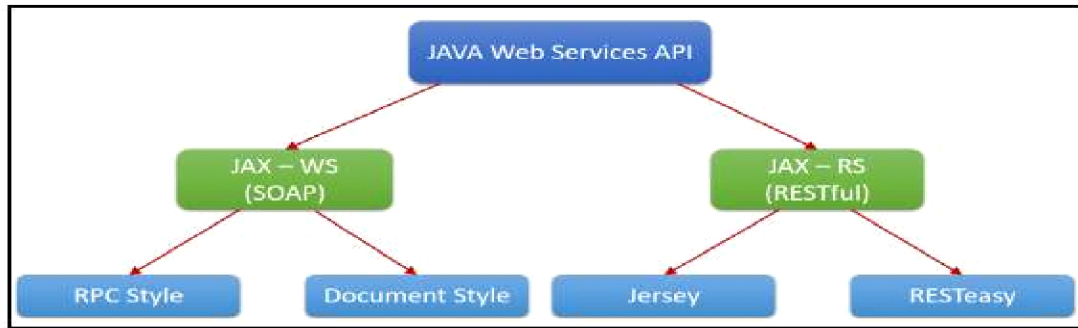 JAVA Web Services API
JAX – WS
(SOAP)
JAX – RS
(RESTful)
RPC Style
Document Style
Jersey
RESTeasy